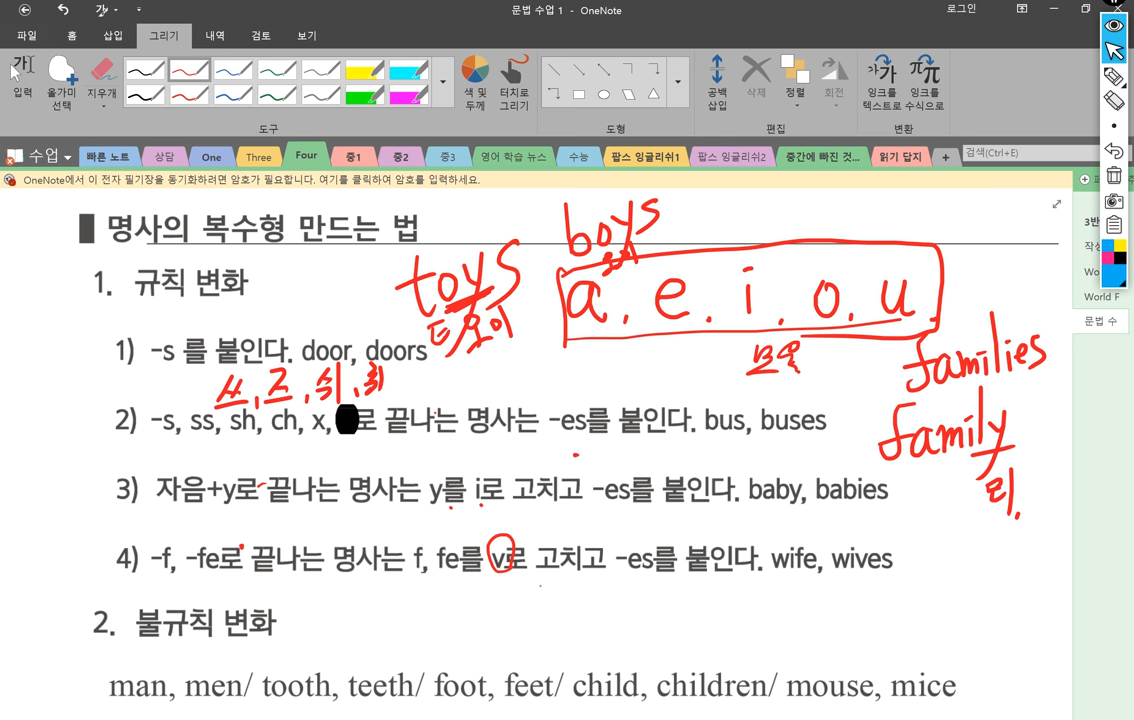 문법 수업 1 - OneNote
로그인
파일 홈 삽입 그리기 내역 검토 보기
입력 올가미 선택 지우개 색 및 두께 터치로 그리기 공백 삽입 삭제 정렬 회전 잉크를 텍스트로 잉크를 수식으로
도구 도형 편집 변환
수업 빠른 노트 상담 One Three Four 중1 중2 중3 영어 학습 뉴스 수능 팝스 잉글리쉬1 팝스 잉글리쉬2 중간에 빠진 것... 읽기 답지 + 검색(Ctrl+E)
OneNote에서 이 전자 필기장을 동기화하려면 암호가 필요합니다. 여기를 클릭하여 암호를 입력하세요.
명사의 복수형 만드는 법
boys
1. 규칙 변화
toys
a. e. i. o. u.
모음
1) -s 를 붙인다. door, doors
families
2) -s, ss, sh, ch, x, 로 끝나는 명사는 -es를 붙인다. bus, buses
family
리.
3) 자음+y로 끝나는 명사는 y를 i로 고치고 -es를 붙인다. baby, babies
4) -f, -fe로 끝나는 명사는 f, fe를 v로 고치고 -es를 붙인다. wife, wives
2. 불규칙 변화
man, men/ tooth, teeth/ foot, feet/ child, children/ mouse, mice
3반
작성
Wo
World F
문법 수